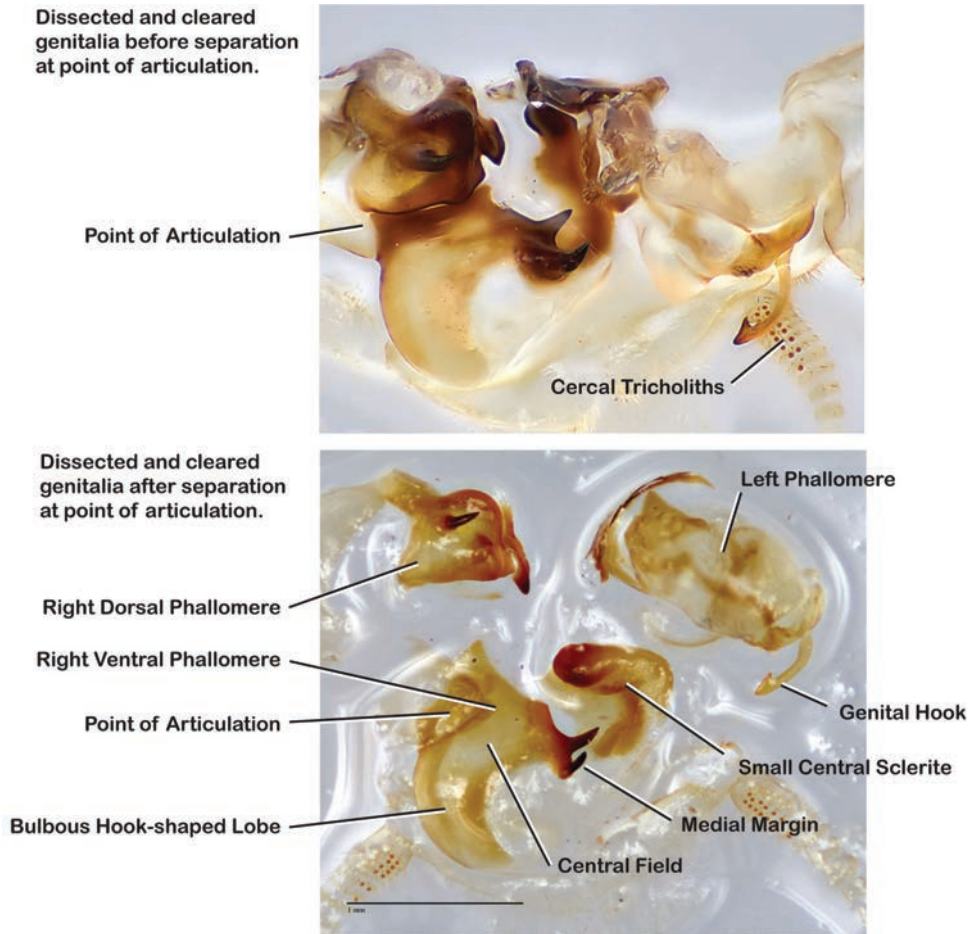 Dissected and cleared
genitalia before separation
at point of articulation.
Point of Articulation
Cercal Tricholiths
Dissected and cleared
genitalia after separation
at point of articulation.
Left Phallomere
Right Dorsal Phallomere
Right Ventral Phallomere
Point of Articulation
Genital Hook
Small Central Sclerite
Bulbous Hook-shaped Lobe
Medial Margin
Central Field
1 mm